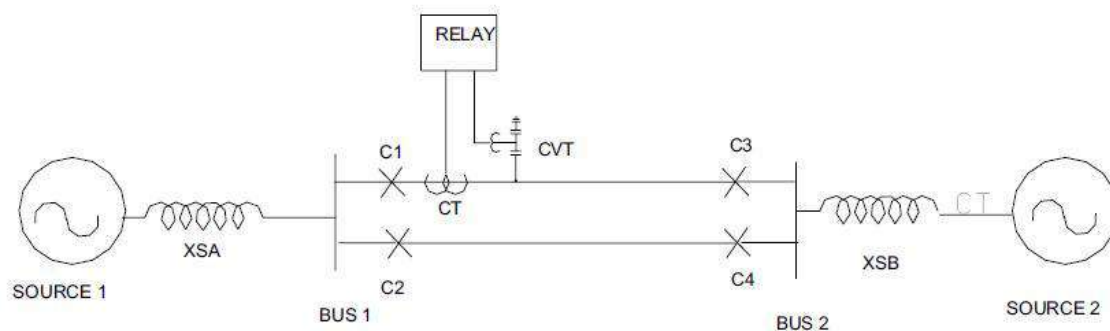 RELAY
C1
CVT
C3
CT
CT
XSA
XSB
C2
C4
SOURCE 1
BUS 1
BUS 2
SOURCE 2